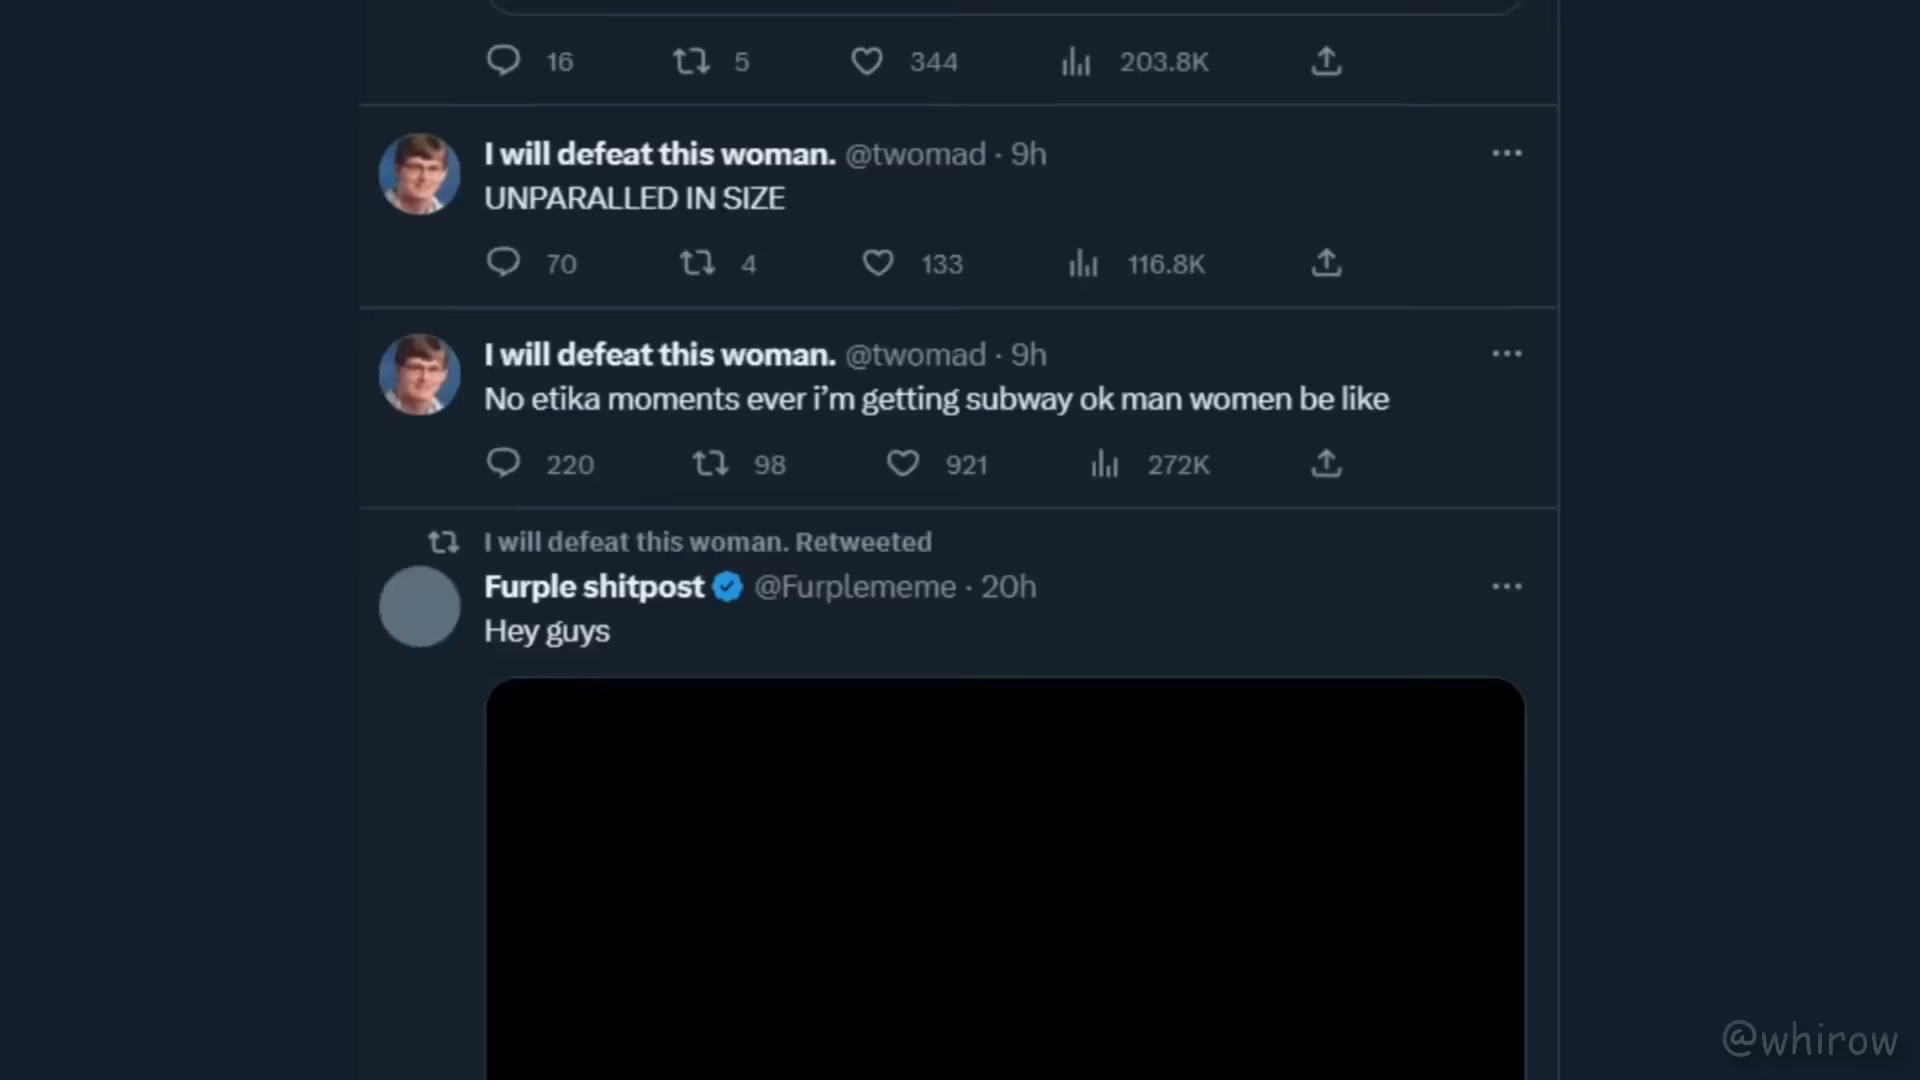 16 5 344 203.8K
I will defeat this woman. @twomad · 9h
UNPARALLED IN SIZE
70 4 133 116.8K
I will defeat this woman. @twomad · 9h
No etika moments ever i’m getting subway ok man women be like
220 98 921 272K
I will defeat this woman. Retweeted
Furple shitpost @Furplememe · 20h
Hey guys
@whirow